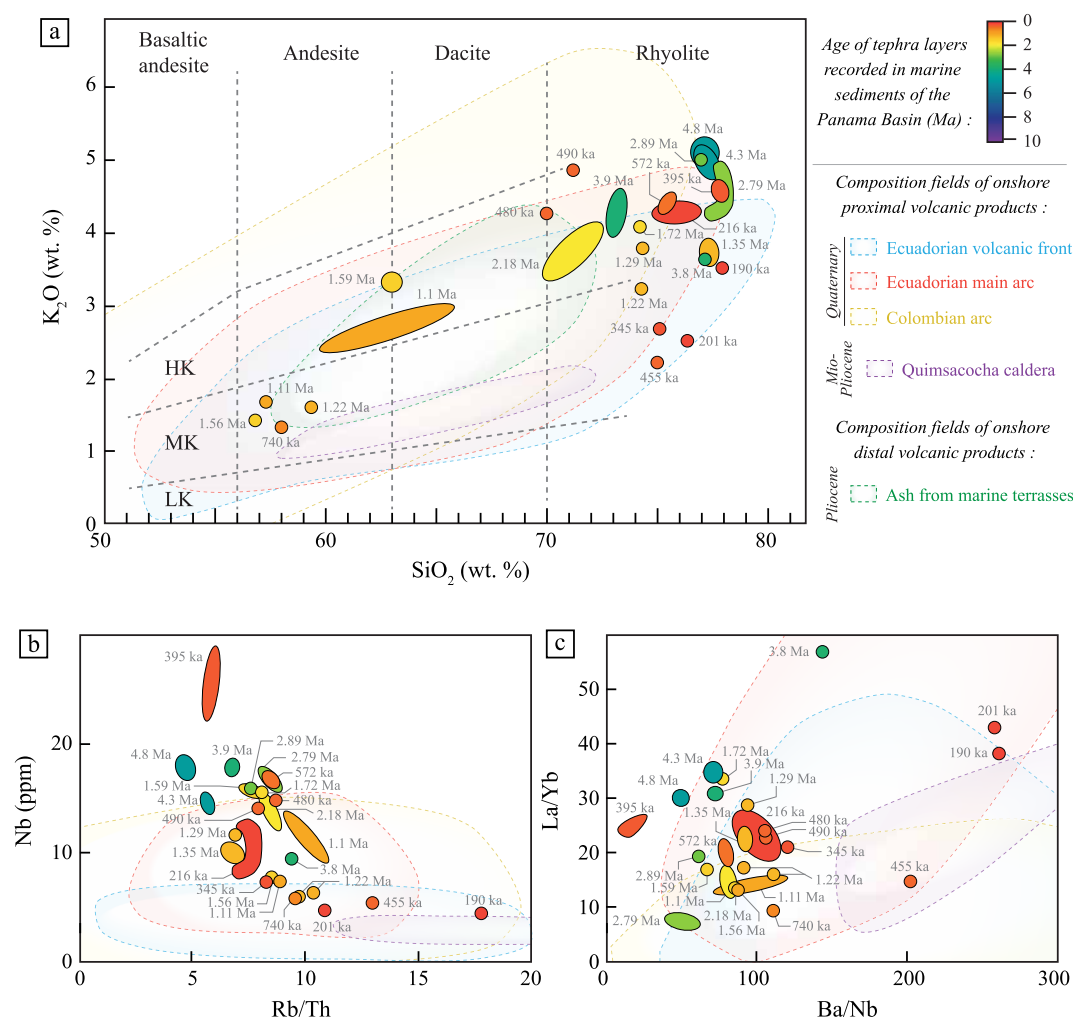 a
Basaltic
andesite
Andesite
Dacite
Rhyolite
K2O (wt. %)
6
5
4
3
2
1
0
HK
MK
LK
490 ka
480 ka
2.18 Ma
1.59 Ma
1.1 Ma
1,11 Ma
1.56 Ma
1.22 Ma
740 ka
4.8 Ma
2.89 Ma
4.3 Ma
572 ka
3.9 Ma
395 ka
2.79 Ma
216 ka
1.72 Ma
1.35 Ma
1.29 Ma
3.8 Ma
190 ka
1.22 Ma
345 ka
201 ka
455 ka
50
60
70
80
SiO2 (wt. %)
Age of tephra layers
recorded in marine
sediments of the
Panama Basin (Ma) :
0
2
4
6
8
10
Composition fields of onshore
proximal volcanic products :
Quaternary
Ecuadorian volcanic front
Ecuadorian main arc
Colombian arc
Mio-
Pliocene
Quimsacocha caldera
Composition fields of onshore
distal volcanic products :
Pliocene
Ash from marine terrasses
b
Nb (ppm)
20
10
0
395 ka
2.89 Ma
4.8 Ma
3.9 Ma
2.79 Ma
572 ka
1.59 Ma
1.72 Ma
4.3 Ma
480 ka
490 ka
2.18 Ma
1.29 Ma
1.1 Ma
1.35 Ma
3.8 Ma
216 ka
1.22 Ma
345 ka
1.56 Ma
1.11 Ma
740 ka
201 ka
455 ka
190 ka
0
5
10
15
20
Rb/Th
c
La/Yb
50
40
30
20
10
0
3.8 Ma
201 ka
190 ka
4.3 Ma
1.72 Ma
3.9 Ma
4.8 Ma
1.29 Ma
395 ka
1.35 Ma
216 ka
480 ka
490 ka
572 ka
345 ka
2.89 Ma
455 ka
1.59 Ma
1.22 Ma
1.1 Ma
1.11 Ma
2.18 Ma
2.79 Ma
1.56 Ma
740 ka
0
100
200
300
Ba/Nb